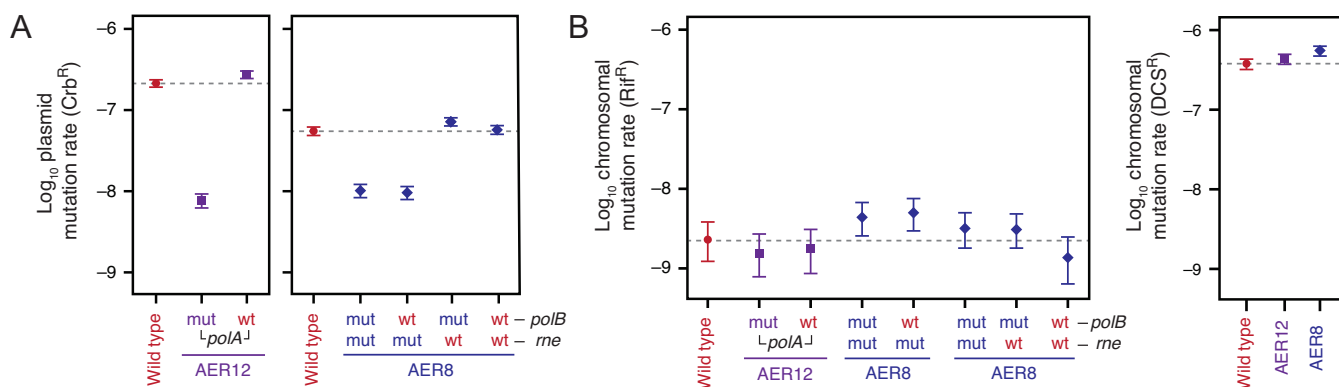 A
Log10 plasmid
mutation rate (CrbR)
–6
–7
–8
–9
Wild type
mut wt
polA
AER12
Wild type
mut wt mut wt – polB
mut mut wt wt – rne
AER8
B
Log10 chromosomal
mutation rate (RifR)
–6
–7
–8
–9
Wild type
mut wt
polA
AER12
mut wt
mut mut
AER8
mut mut wt – polB
mut wt wt – rne
AER8
Log10 chromosomal
mutation rate (DCSR)
–6
–7
–8
–9
Wild type
AER12
AER8